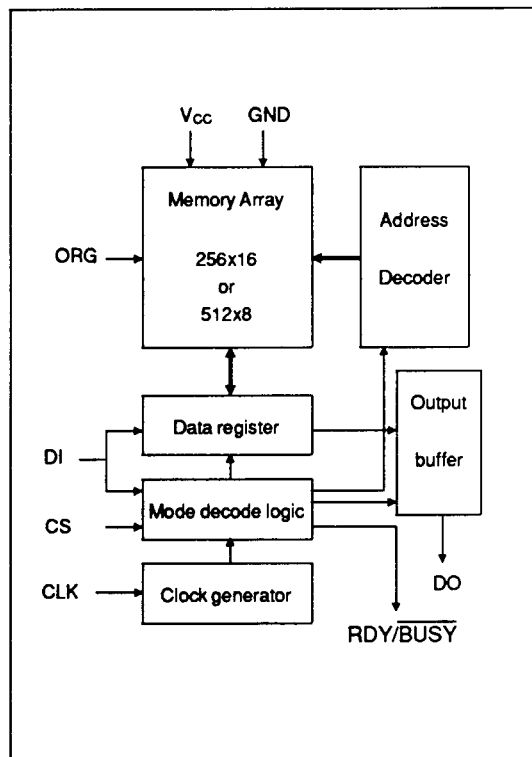 Vcc GND
Memory Array
256x16
or
512x8
ORG
Address
Decoder
Data register
Output
buffer
DI
Mode decode logic
CS
CLK
Clock generator
DO
RDY/BUSY